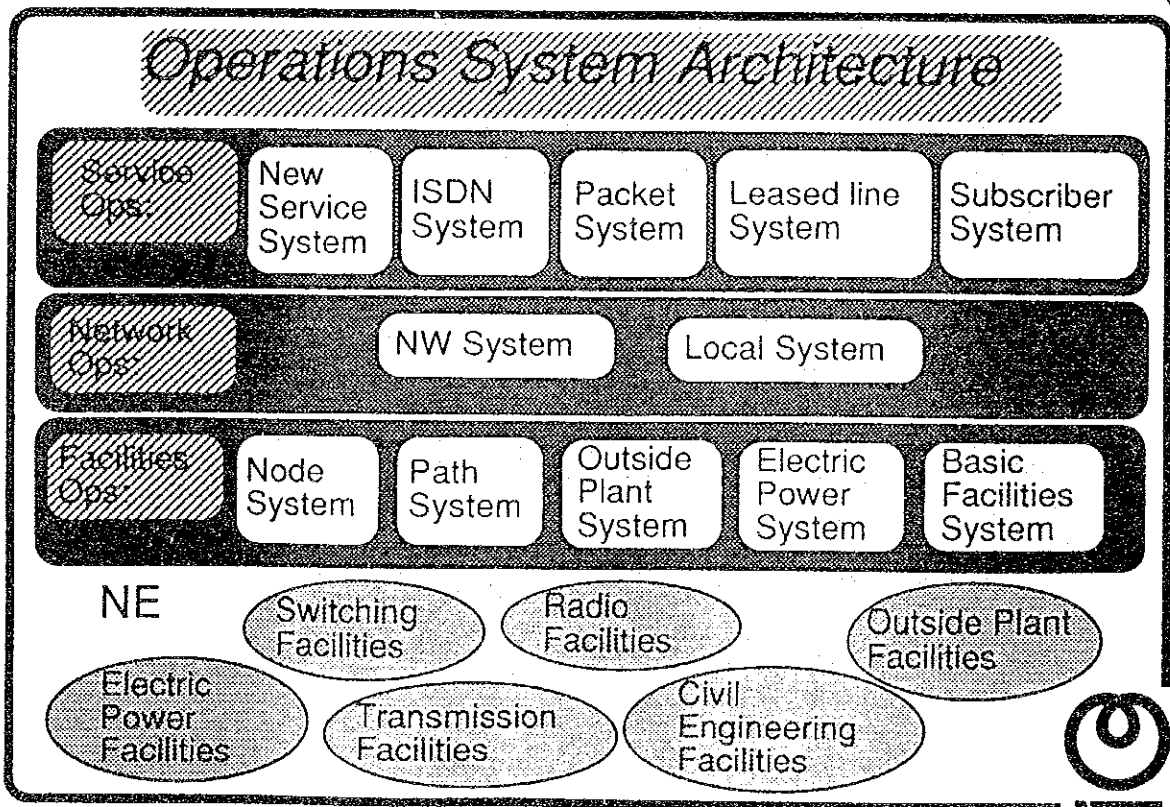 Operations System Architecture
Service
Ops:
New
Service
System
ISDN
System
Packet
System
Leased line
System
Subscriber
System
Network
Ops:
NW System
Local System
Facilities
Ops:
Node
System
Path
System
Outside
Plant
System
Electric
Power
System
Basic
Facilities
System
NE
Switching
Facilities
Radio
Facilities
Outside Plant
Facilities
Electric
Power
Facilities
Transmission
Facilities
Civil
Engineering
Facilities